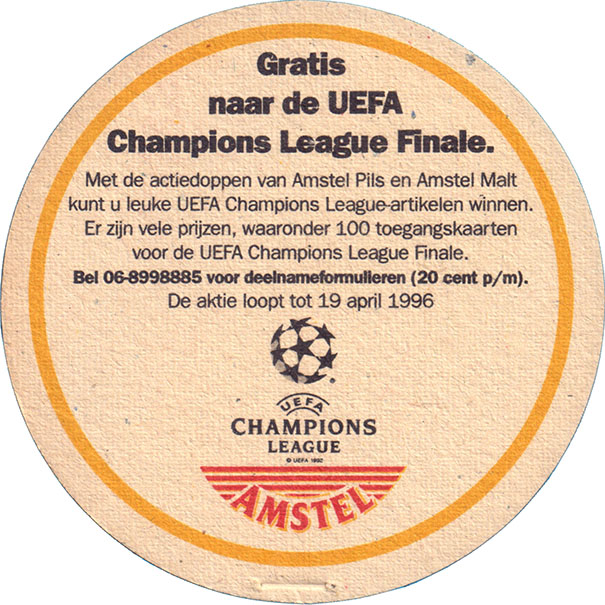 Gratis
naar de UEFA
Champions League Finale.
Met de actiedoppen van Amstel Pils en Amstel Malt
kunt u leuke UEFA Champions League-artikelen winnen.
Er zijn vele prijzen, waaronder 100 toegangskaarten
voor de UEFA Champions League Finale.
Bel 06-8998885 voor deelnameformulieren (20 cent p/m).
De aktie loopt tot 19 april 1996
UEFA
CHAMPIONS
LEAGUE
© UEFA 1992
AMSTEL